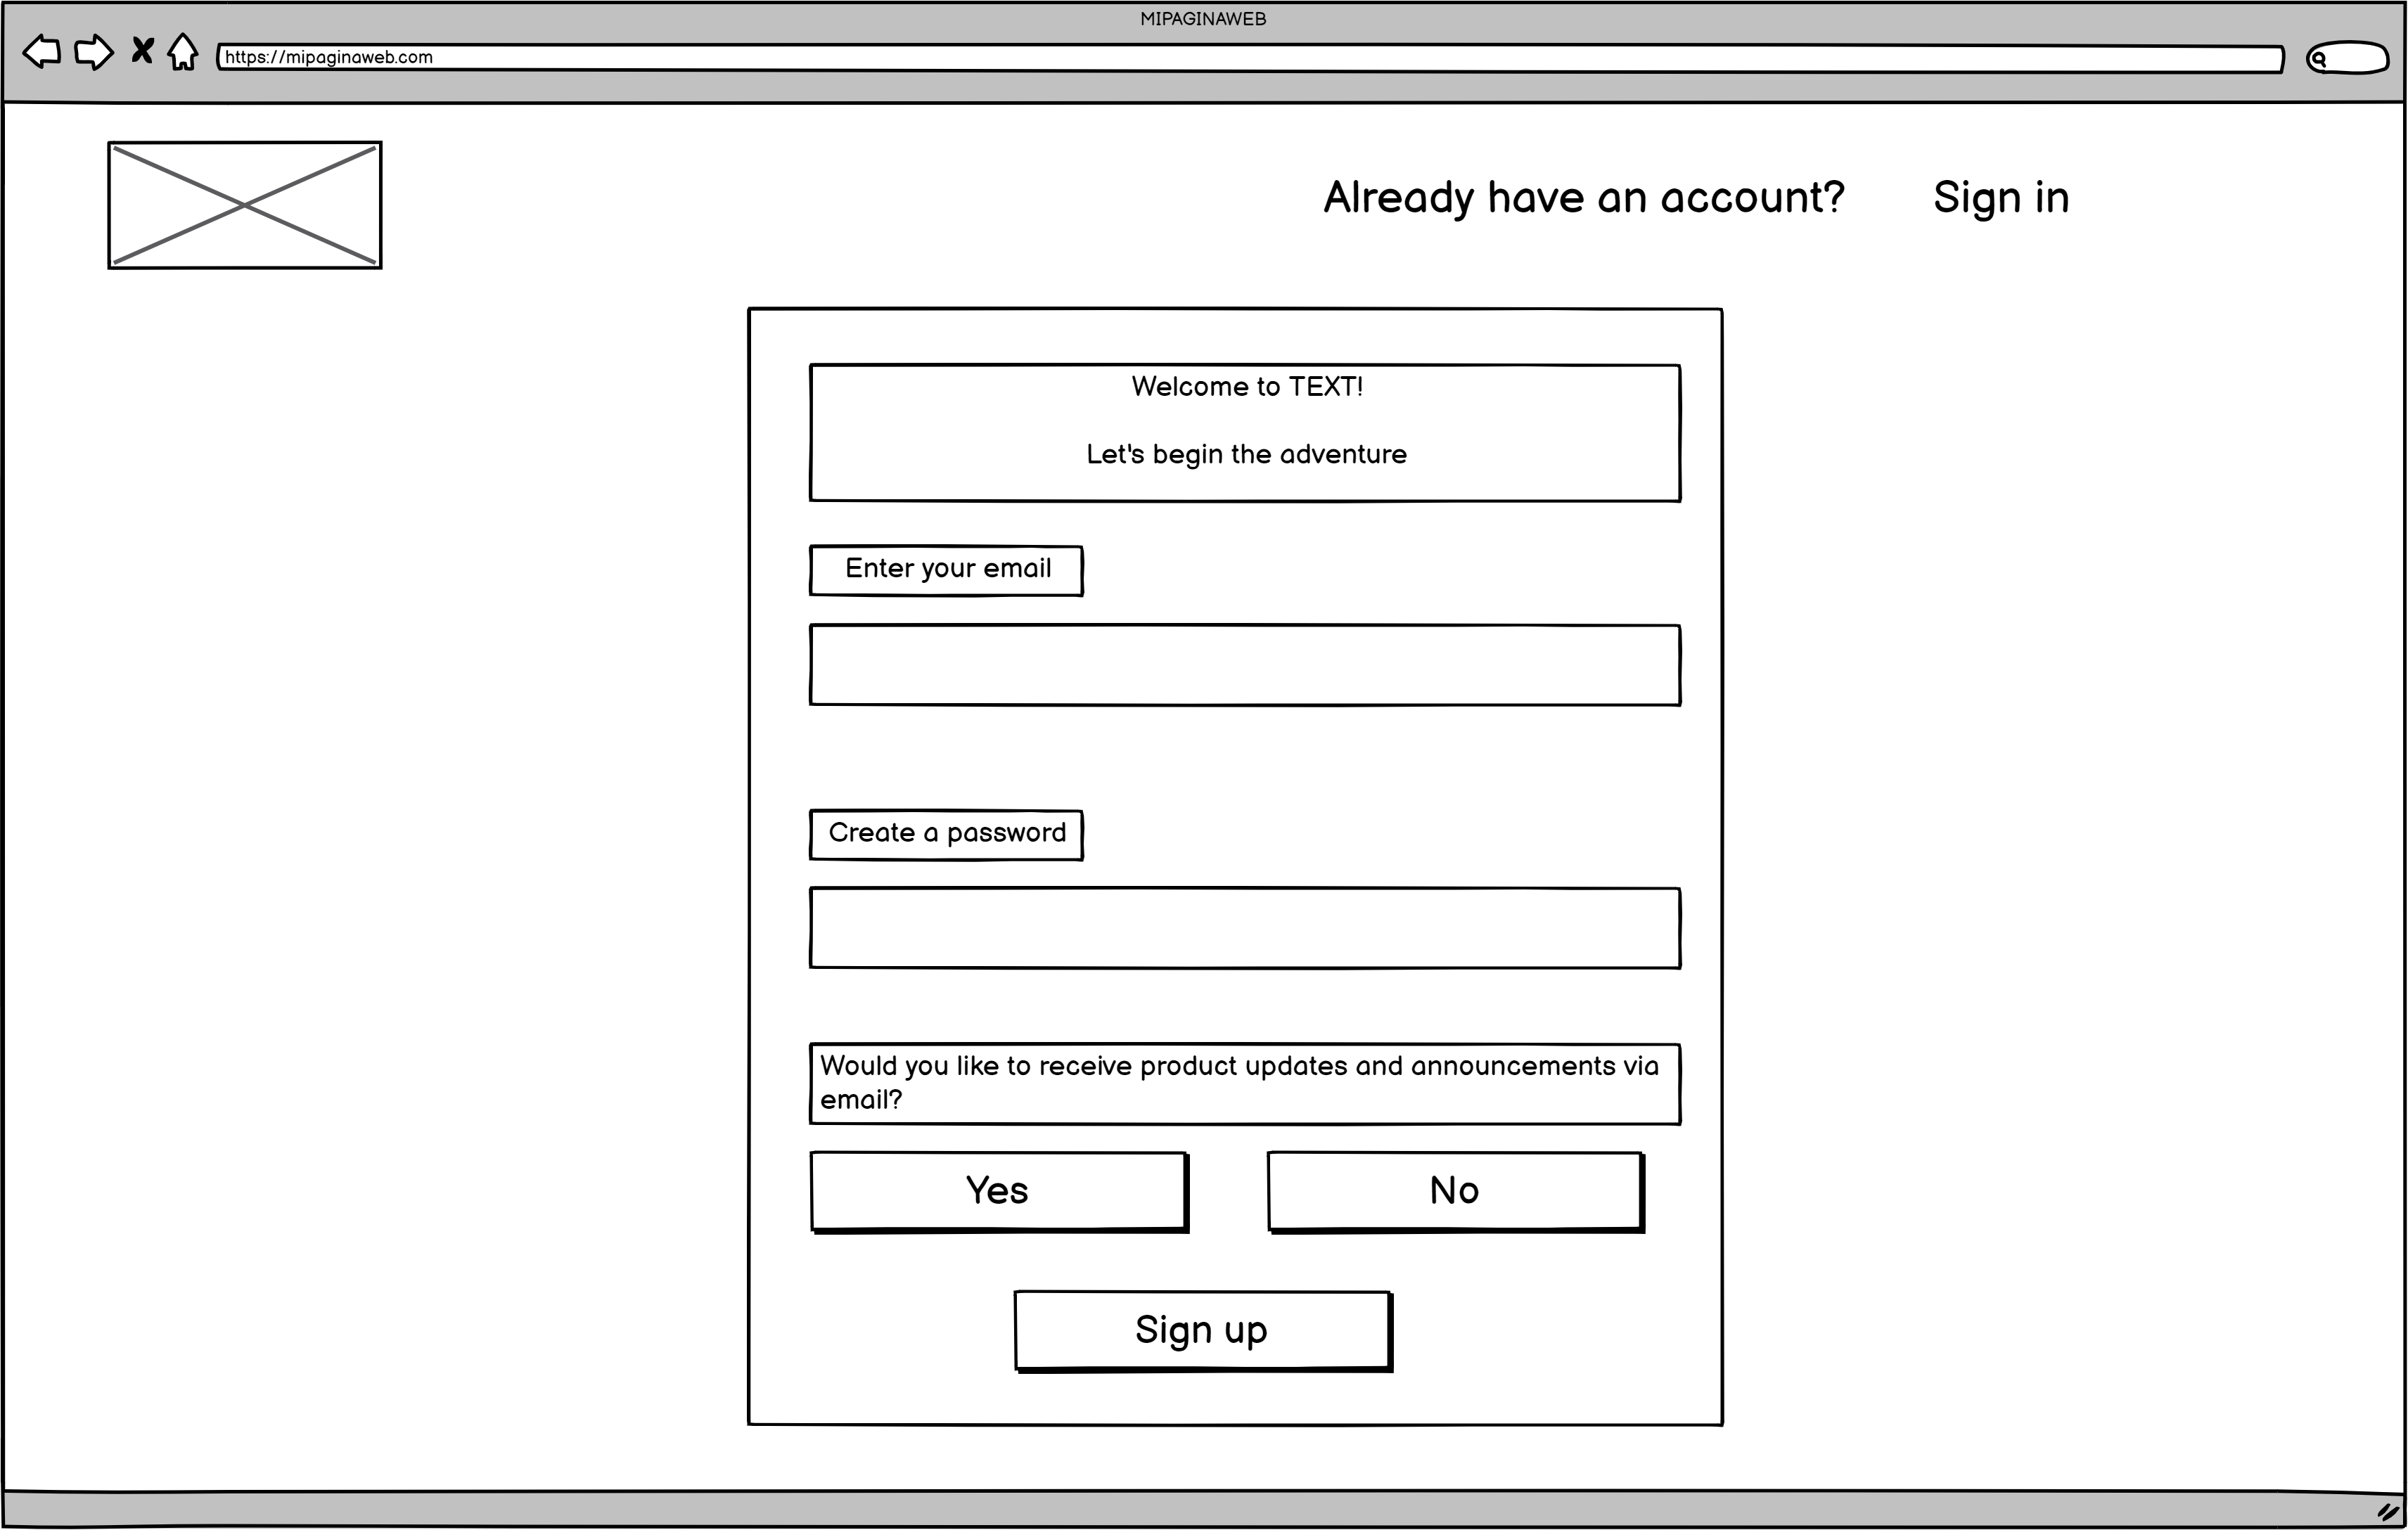 MIPAGINAWEB
https://mipaginaweb.com
Already have an account? Sign in
Welcome to TEXT!
Let's begin the adventure
Enter your email
Create a password
Would you like to receive product updates and announcements via
email?
Yes No
Sign up